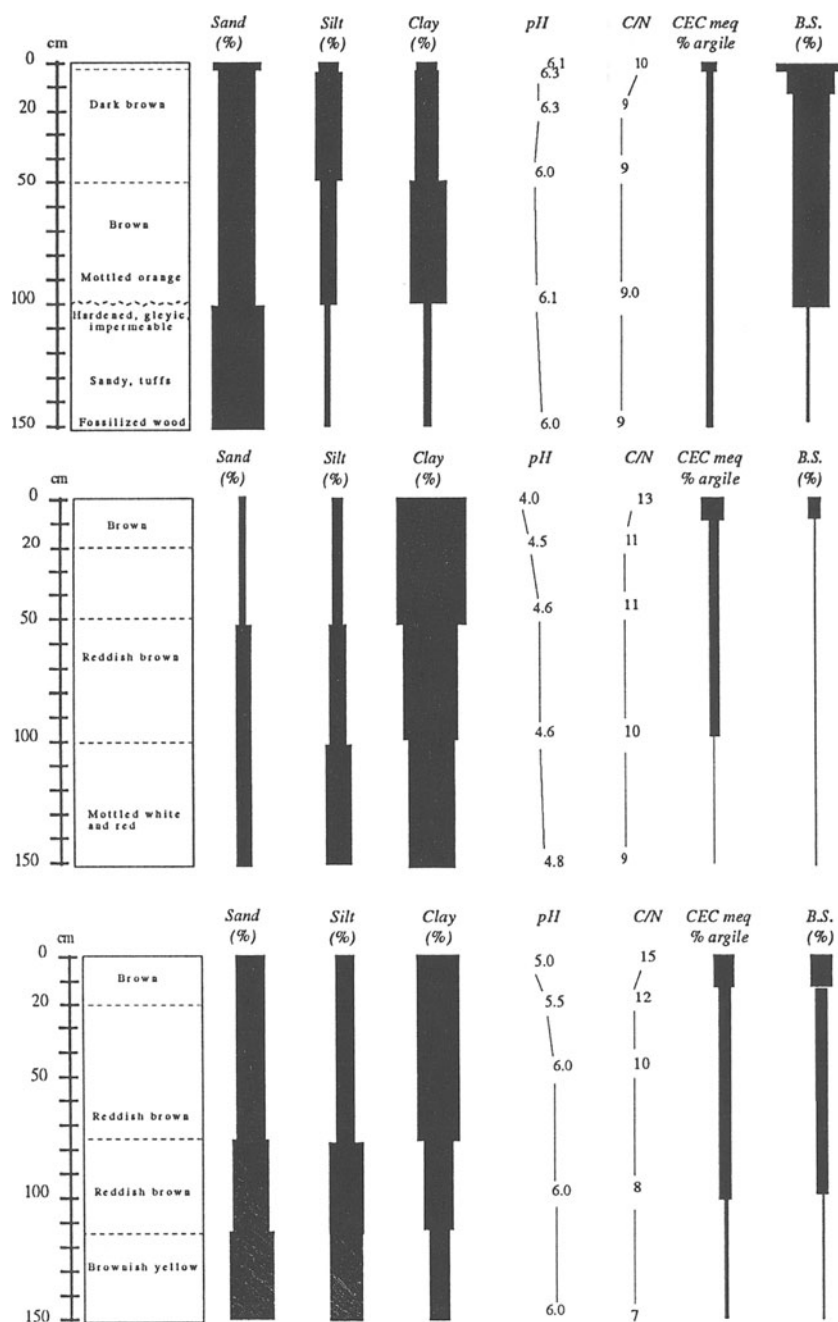 Sand Silt Clay pH C/N CEC meq B.S.
cm (%) (%) (%) % argile (%)
0 6.1 10
6.3
Dark brown
20 6.3 9
6.0 9
50
Brown
Mottled orange
100 6.1 9.0
Hardened, gleyic,
impermeable
Sandy, tuffs
150 Fossilized wood 6.0 9
Sand Silt Clay pH C/N CEC meq B.S.
cm (%) (%) (%) % argile (%)
0 4.0 13
Brown
20 4.5 11
4.6 11
50
Reddish brown
100 4.6 10
Mottled white
and red
150 4.8 9
Sand Silt Clay pH C/N CEC meq B.S.
cm (%) (%) (%) % argile (%)
0 5.0 15
Brown
20 5.5 12
6.0 10
50
Reddish brown
100 Reddish brown 6.0 8
Brownish yellow
150 6.0 7